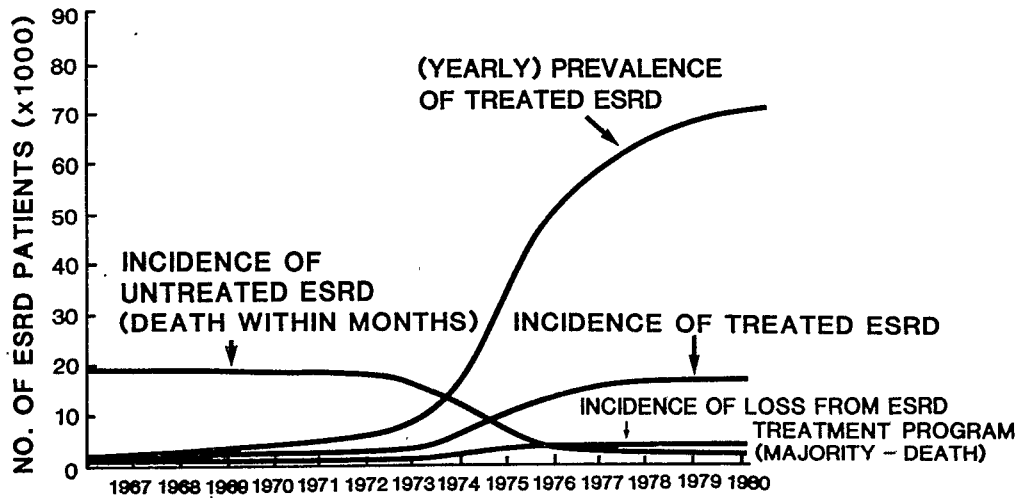 NO. OF ESRD PATIENTS (x1000)
90
80
70
60
50
40
30
20
10
0
(YEARLY) PREVALENCE
OF TREATED ESRD
INCIDENCE OF
UNTREATED ESRD
(DEATH WITHIN MONTHS)
INCIDENCE OF TREATED ESRD
INCIDENCE OF LOSS FROM ESRD
TREATMENT PROGRAM
(MAJORITY – DEATH)
1967 1968 1969 1970 1971 1972 1973 1974 1975 1976 1977 1978 1979 1980